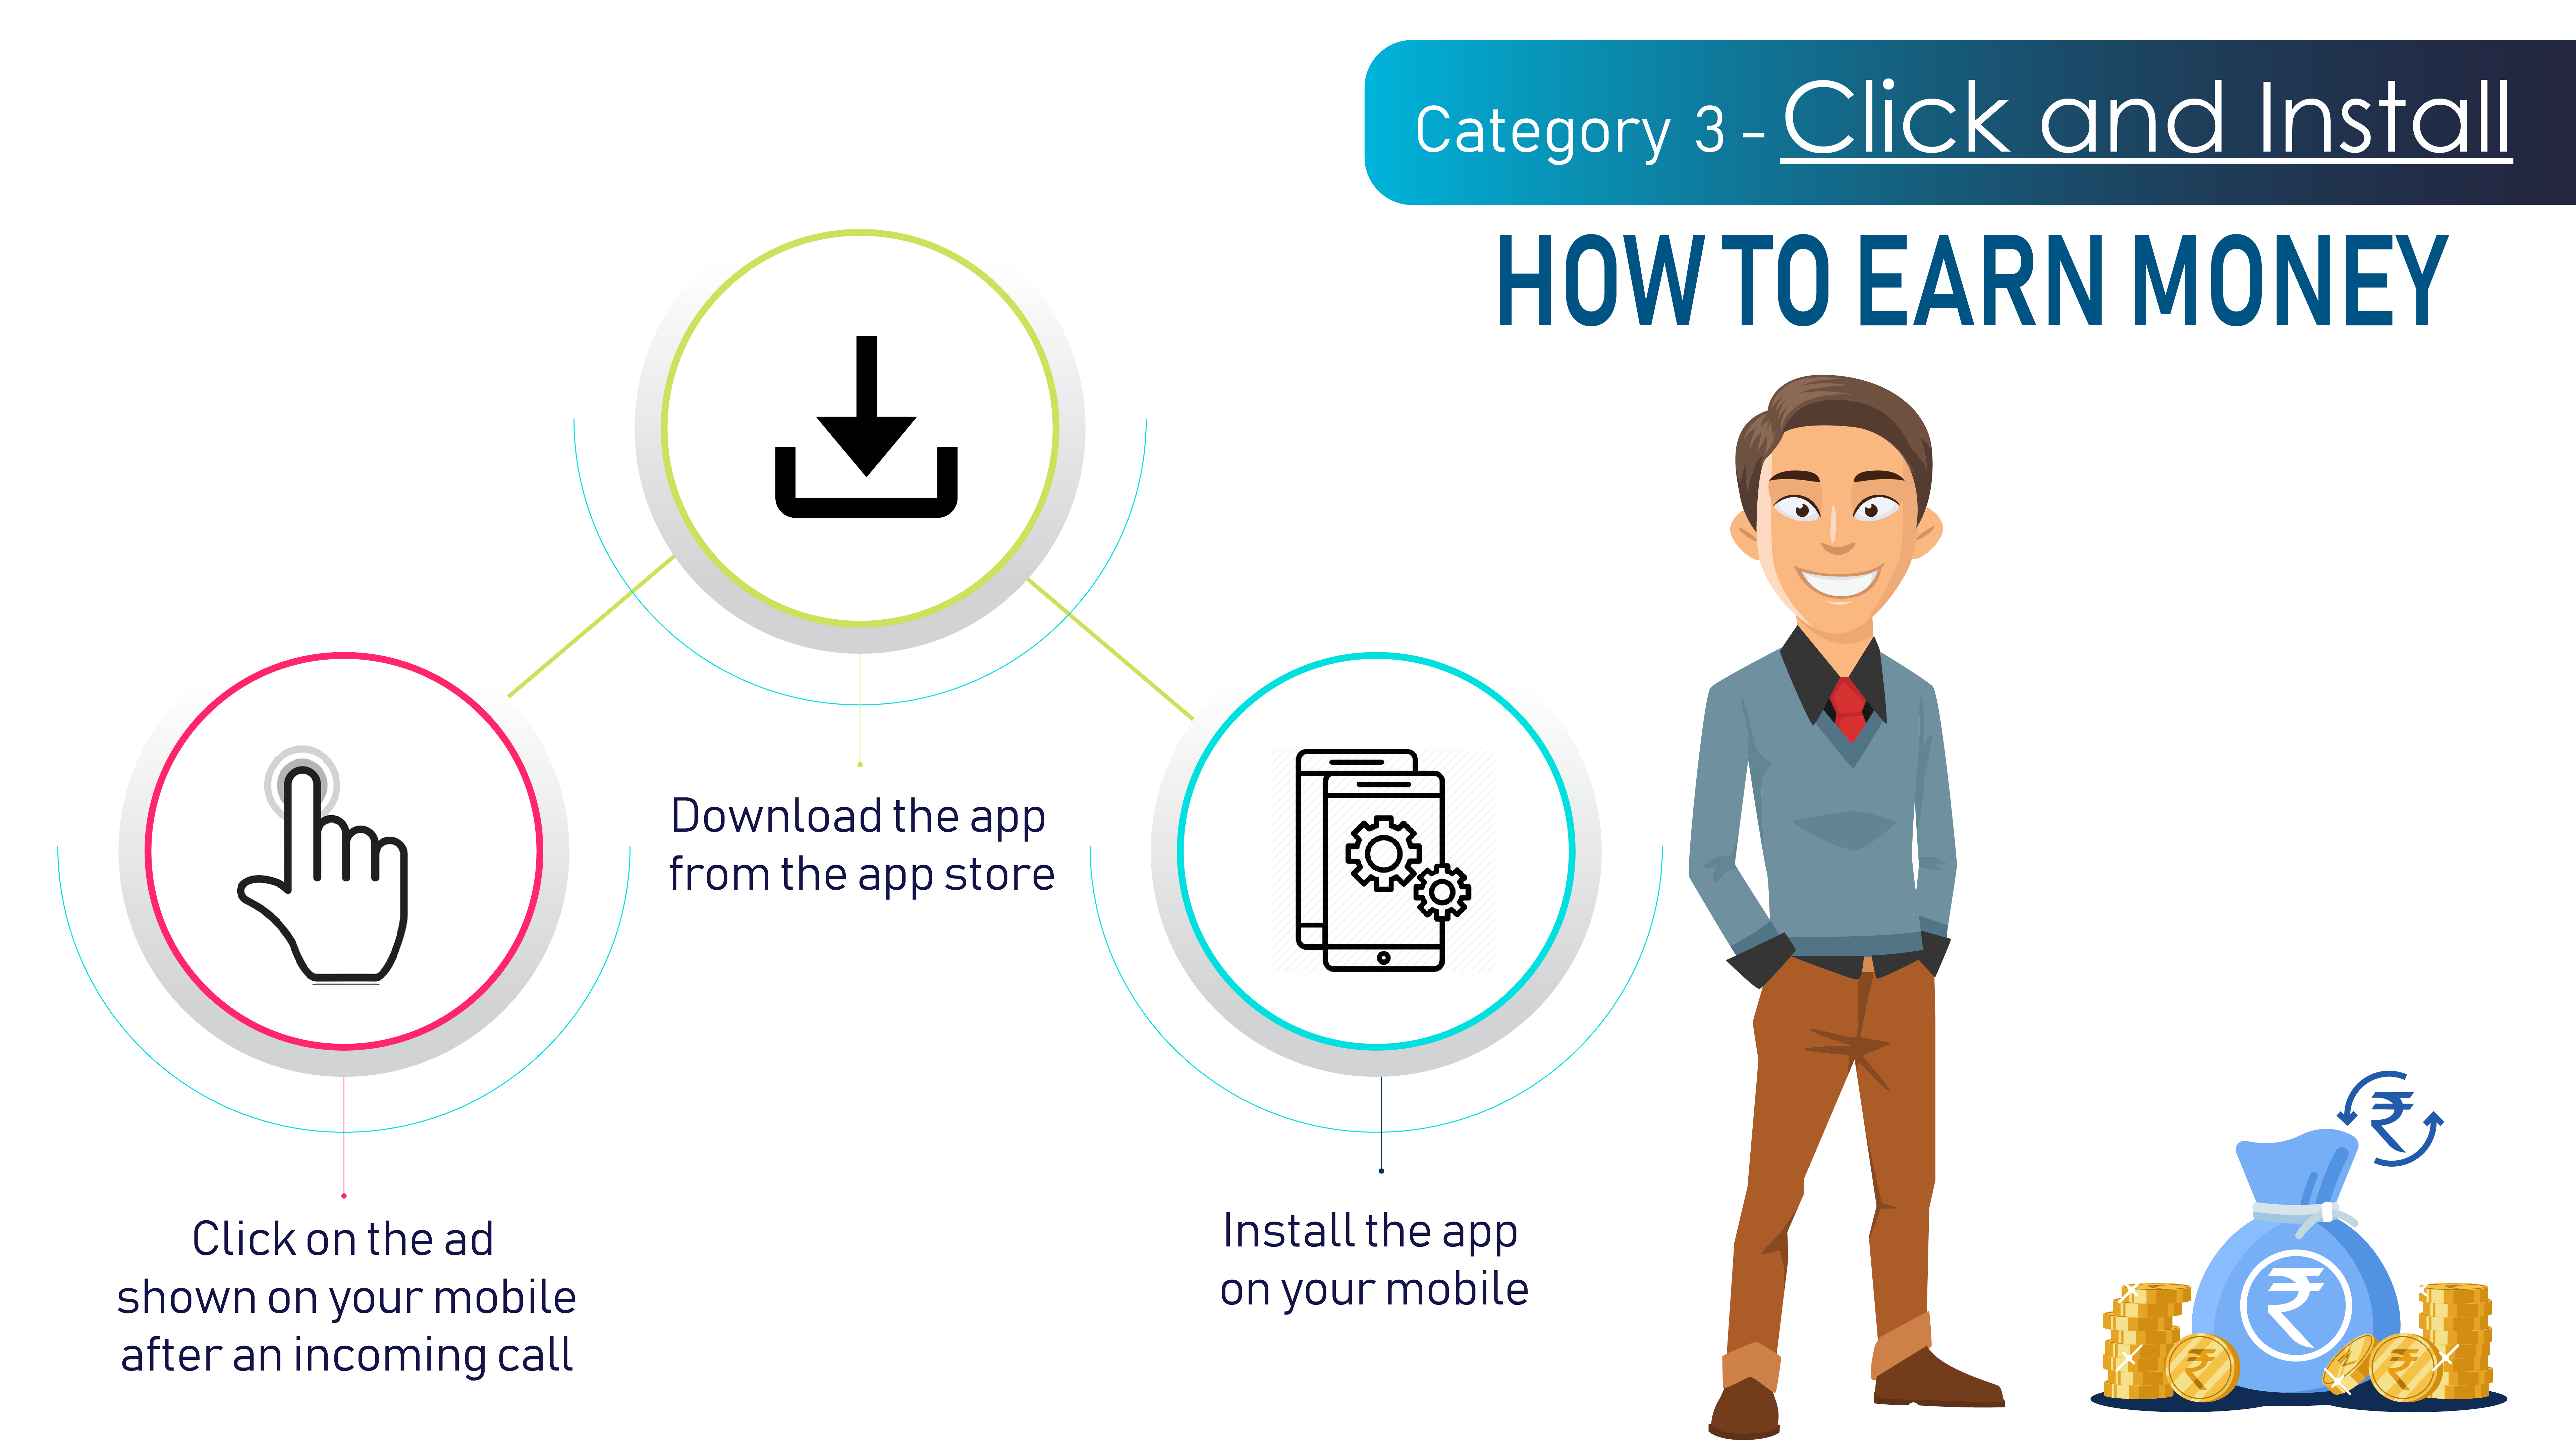 Category 3 - Click and Install
HOW TO EARN MONEY
Click on the ad
shown on your mobile
after an incoming call
Download the app
from the app store
Install the app
on your mobile
₹
₹
₹
₹
₹